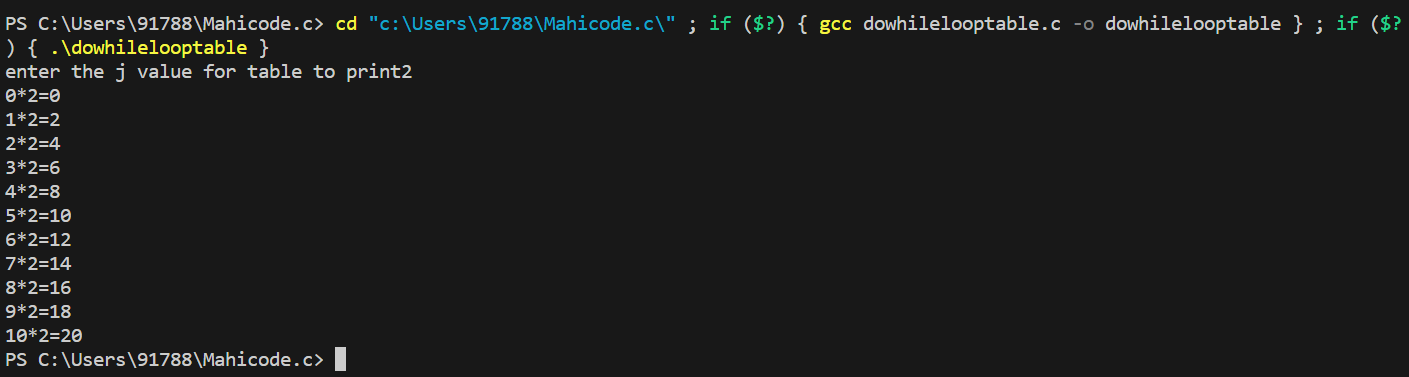 PS C:\Users\91788\Mahicode.c> cd "c:\Users\91788\Mahicode.c\" ; if ($?) { gcc dowhilelooptable.c -o dowhilelooptable } ; if ($?
) { .\dowhilelooptable }
enter the j value for table to print2
0*2=0
1*2=2
2*2=4
3*2=6
4*2=8
5*2=10
6*2=12
7*2=14
8*2=16
9*2=18
10*2=20
PS C:\Users\91788\Mahicode.c>